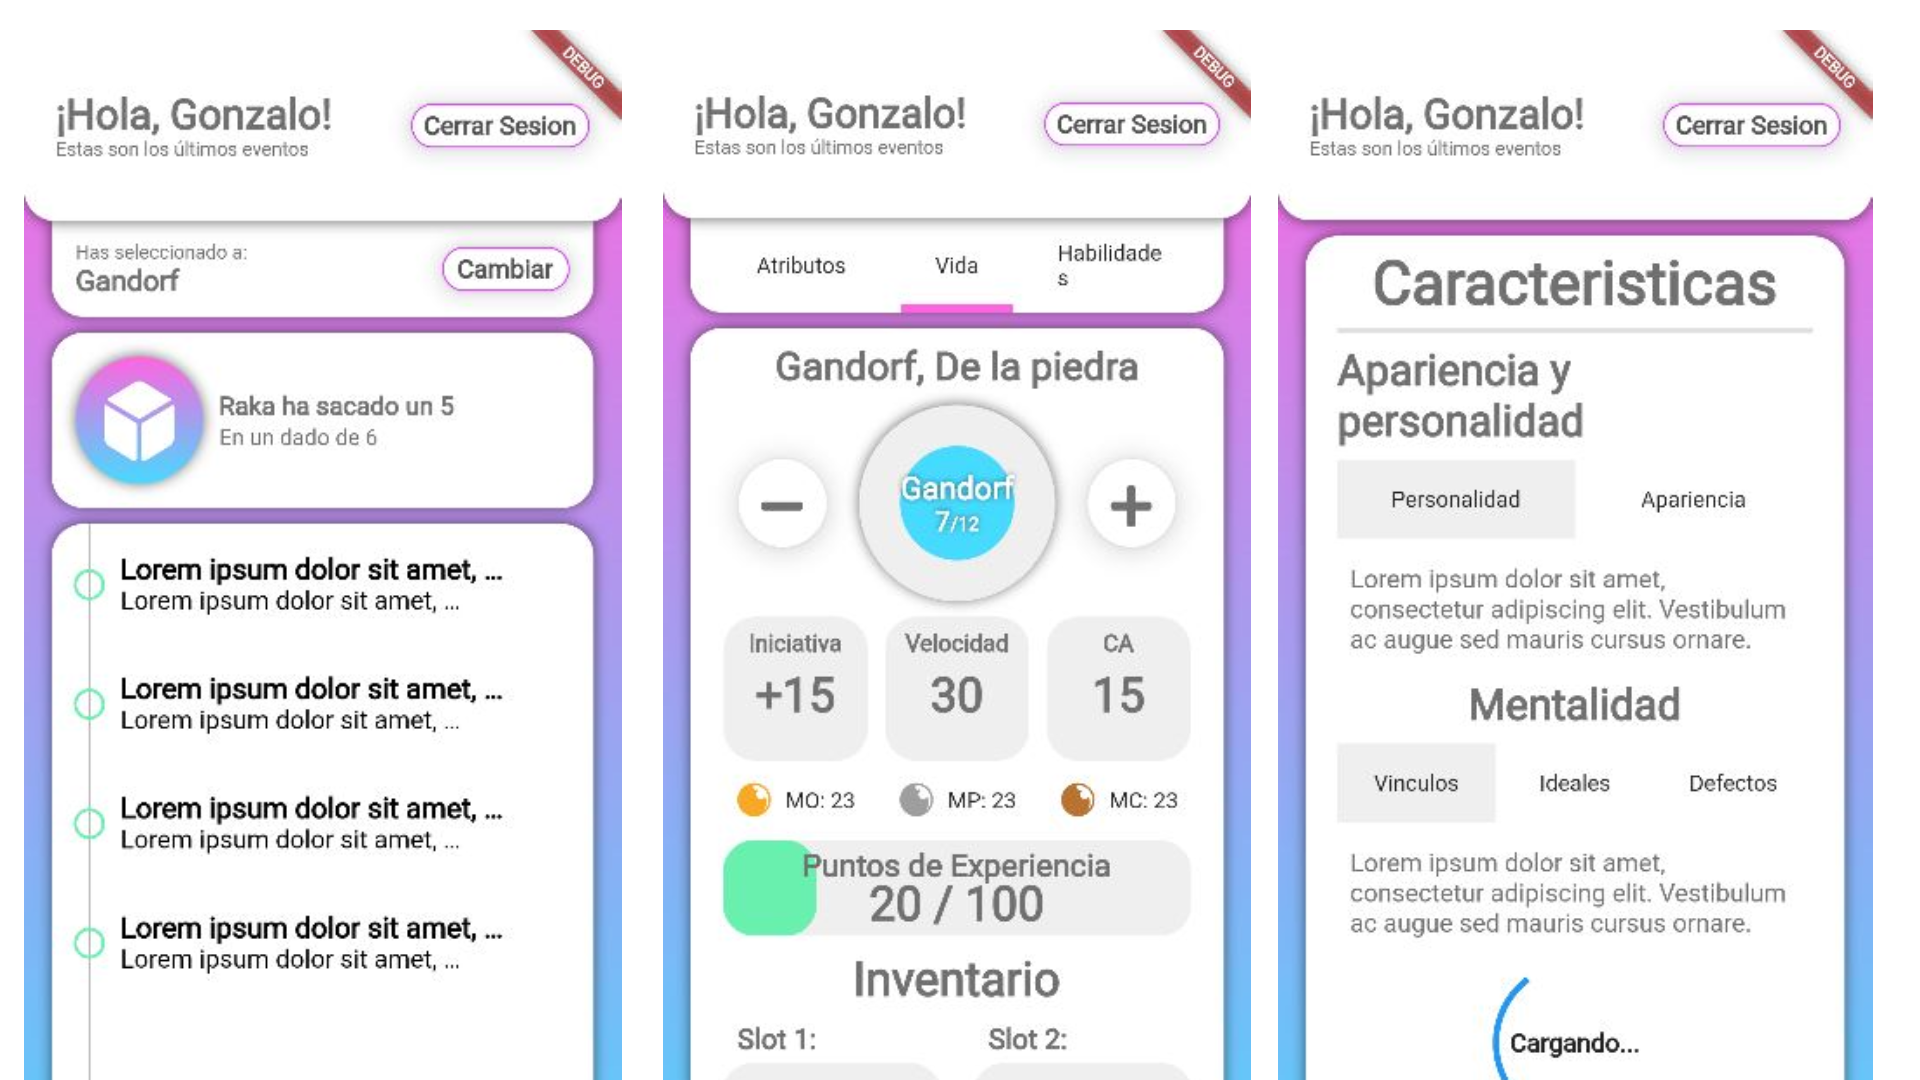 DEBUG
¡Hola, Gonzalo!
Estas son los últimos eventos
Cerrar Sesion
Has seleccionado a:
Gandorf
Cambiar
Raka ha sacado un 5
En un dado de 6
Lorem ipsum dolor sit amet, ...
Lorem ipsum dolor sit amet, ...
Lorem ipsum dolor sit amet, ...
Lorem ipsum dolor sit amet, ...
Lorem ipsum dolor sit amet, ...
Lorem ipsum dolor sit amet, ...
Lorem ipsum dolor sit amet, ...
Lorem ipsum dolor sit amet, ...
DEBUG
¡Hola, Gonzalo!
Estas son los últimos eventos
Cerrar Sesion
Atributos
Vida
Habilidade
s
Gandorf, De la piedra
Gandorf
7/12
Iniciativa
+15
Velocidad
30
CA
15
MO: 23
MP: 23
MC: 23
Puntos de Experiencia
20 / 100
Inventario
Slot 1:
Slot 2:
DEBUG
¡Hola, Gonzalo!
Estas son los últimos eventos
Cerrar Sesion
Caracteristicas
Apariencia y
personalidad
Personalidad
Apariencia
Lorem ipsum dolor sit amet,
consectetur adipiscing elit. Vestibulum
ac augue sed mauris cursus ornare.
Mentalidad
Vinculos
Ideales
Defectos
Lorem ipsum dolor sit amet,
consectetur adipiscing elit. Vestibulum
ac augue sed mauris cursus ornare.
Cargando...